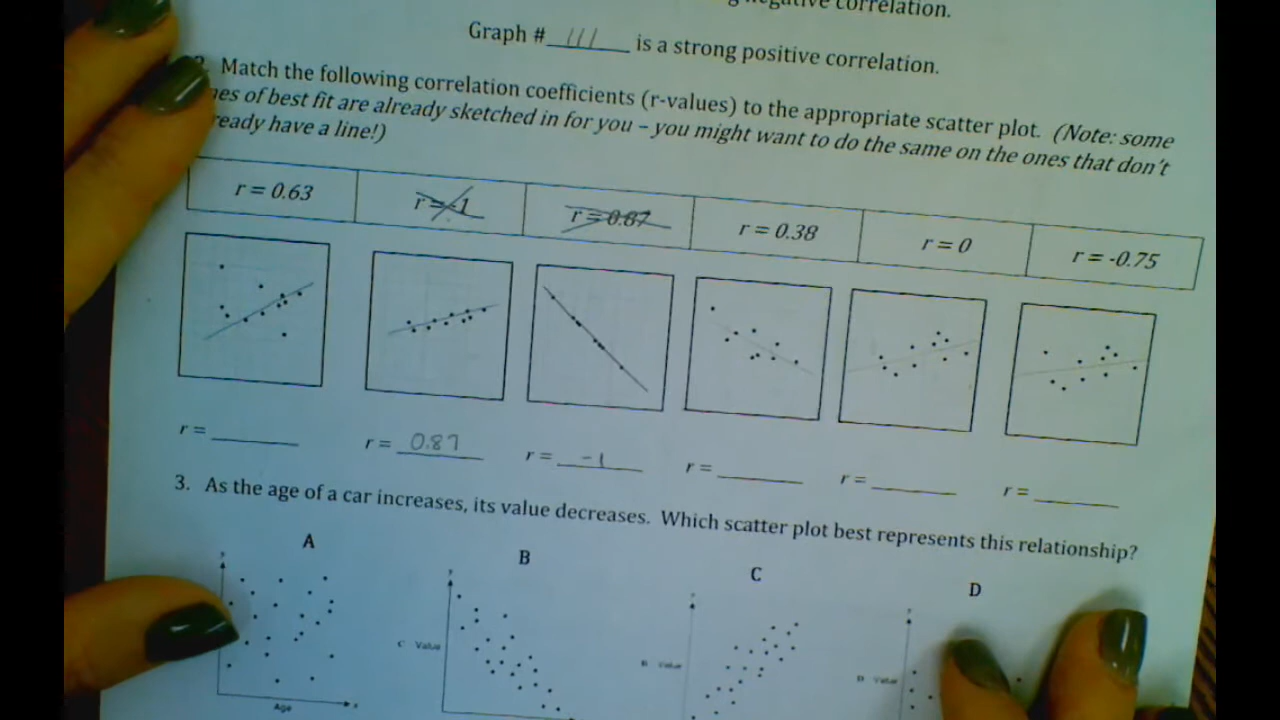 correlation.
Graph # III is a strong positive correlation.
Match the following correlation coefficients (r-values) to the appropriate scatter plot. (Note: some
of best fit are already sketched in for you – you might want to do the same on the ones that don't
have a line!)
r = 0.63 r = -1 r = 0.87 r = 0.38 r = 0 r = -0.75
r = ____ r = 0.87 r = -1 r = ____ r = ____ r = ____
3. As the age of a car increases, its value decreases. Which scatter plot best represents this relationship?
A B C D
y y
C Value B Value D Value
Age x